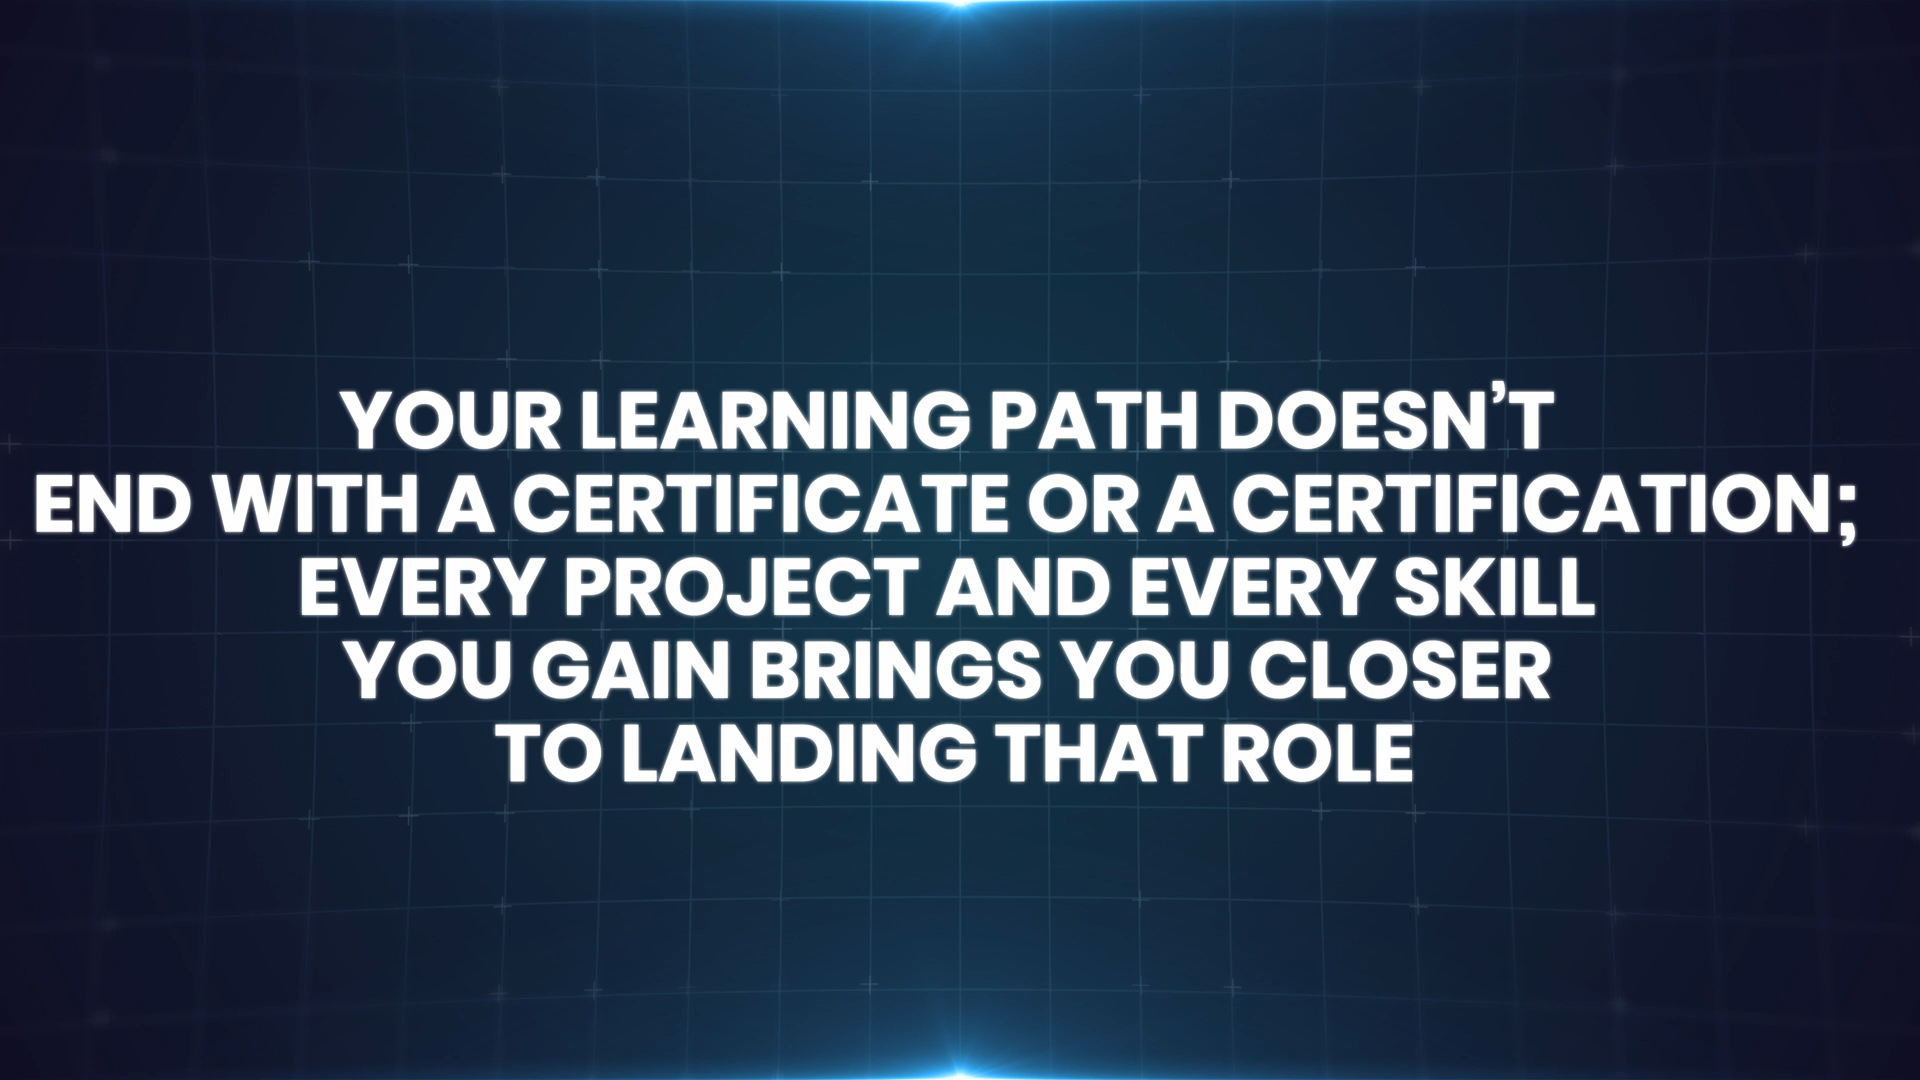 YOUR LEARNING PATH DOESN’T
END WITH A CERTIFICATE OR A CERTIFICATION;
EVERY PROJECT AND EVERY SKILL
YOU GAIN BRINGS YOU CLOSER
TO LANDING THAT ROLE